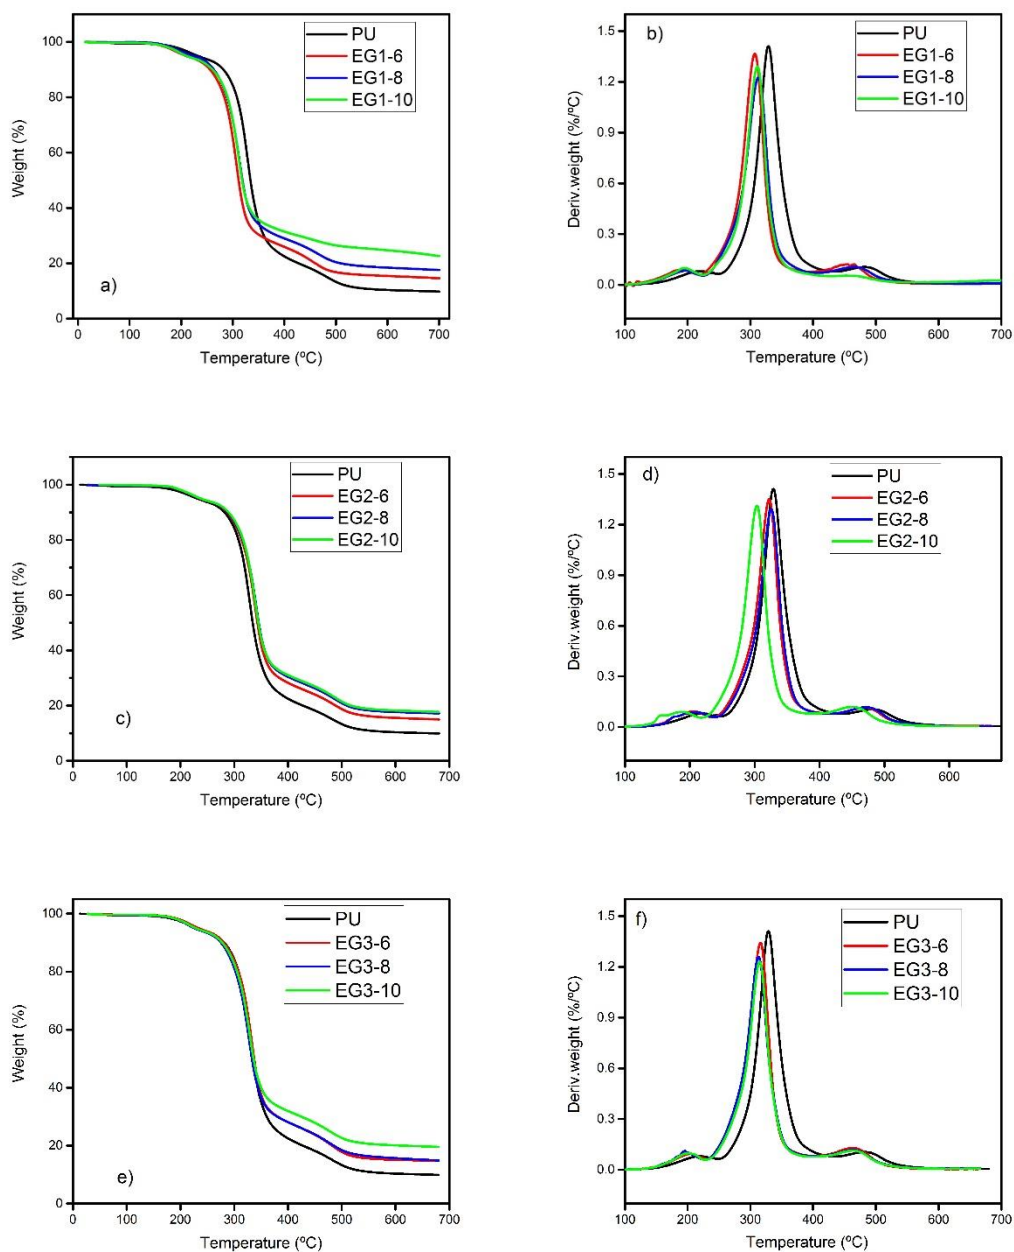 PU
EG1-6
EG1-8
EG1-10
100
80
60
40
20
0
Weight (%)
a)
0 100 200 300 400 500 600 700
Temperature (ºC)
b)
PU
EG1-6
EG1-8
EG1-10
1.5
1.2
0.9
0.6
0.3
0.0
Deriv.weight (%/ºC)
100 200 300 400 500 600 700
Temperature (ºC)
PU
EG2-6
EG2-8
EG2-10
100
80
60
40
20
0
Weight (%)
c)
0 100 200 300 400 500 600 700
Temperature (ºC)
d)
PU
EG2-6
EG2-8
EG2-10
1.5
1.2
0.9
0.6
0.3
0.0
Deriv.weight (%/ºC)
100 200 300 400 500 600
Temperature (ºC)
PU
EG3-6
EG3-8
EG3-10
100
80
60
40
20
0
Weight (%)
e)
0 100 200 300 400 500 600 700
Temperature (ºC)
f)
PU
EG3-6
EG3-8
EG3-10
1.5
1.2
0.9
0.6
0.3
0.0
Deriv.weight (%/ºC)
100 200 300 400 500 600 700
Temperature (ºC)